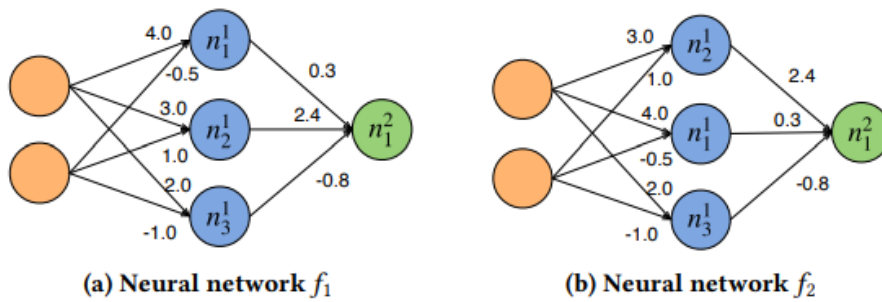 4.0
n_1^1
-0.5
0.3
3.0
n_2^1
2.4
n_1^2
1.0
2.0
-0.8
n_3^1
-1.0
(a) Neural network f_1
3.0
n_2^1
1.0
2.4
4.0
n_1^1
0.3
n_1^2
-0.5
2.0
-0.8
n_3^1
-1.0
(b) Neural network f_2